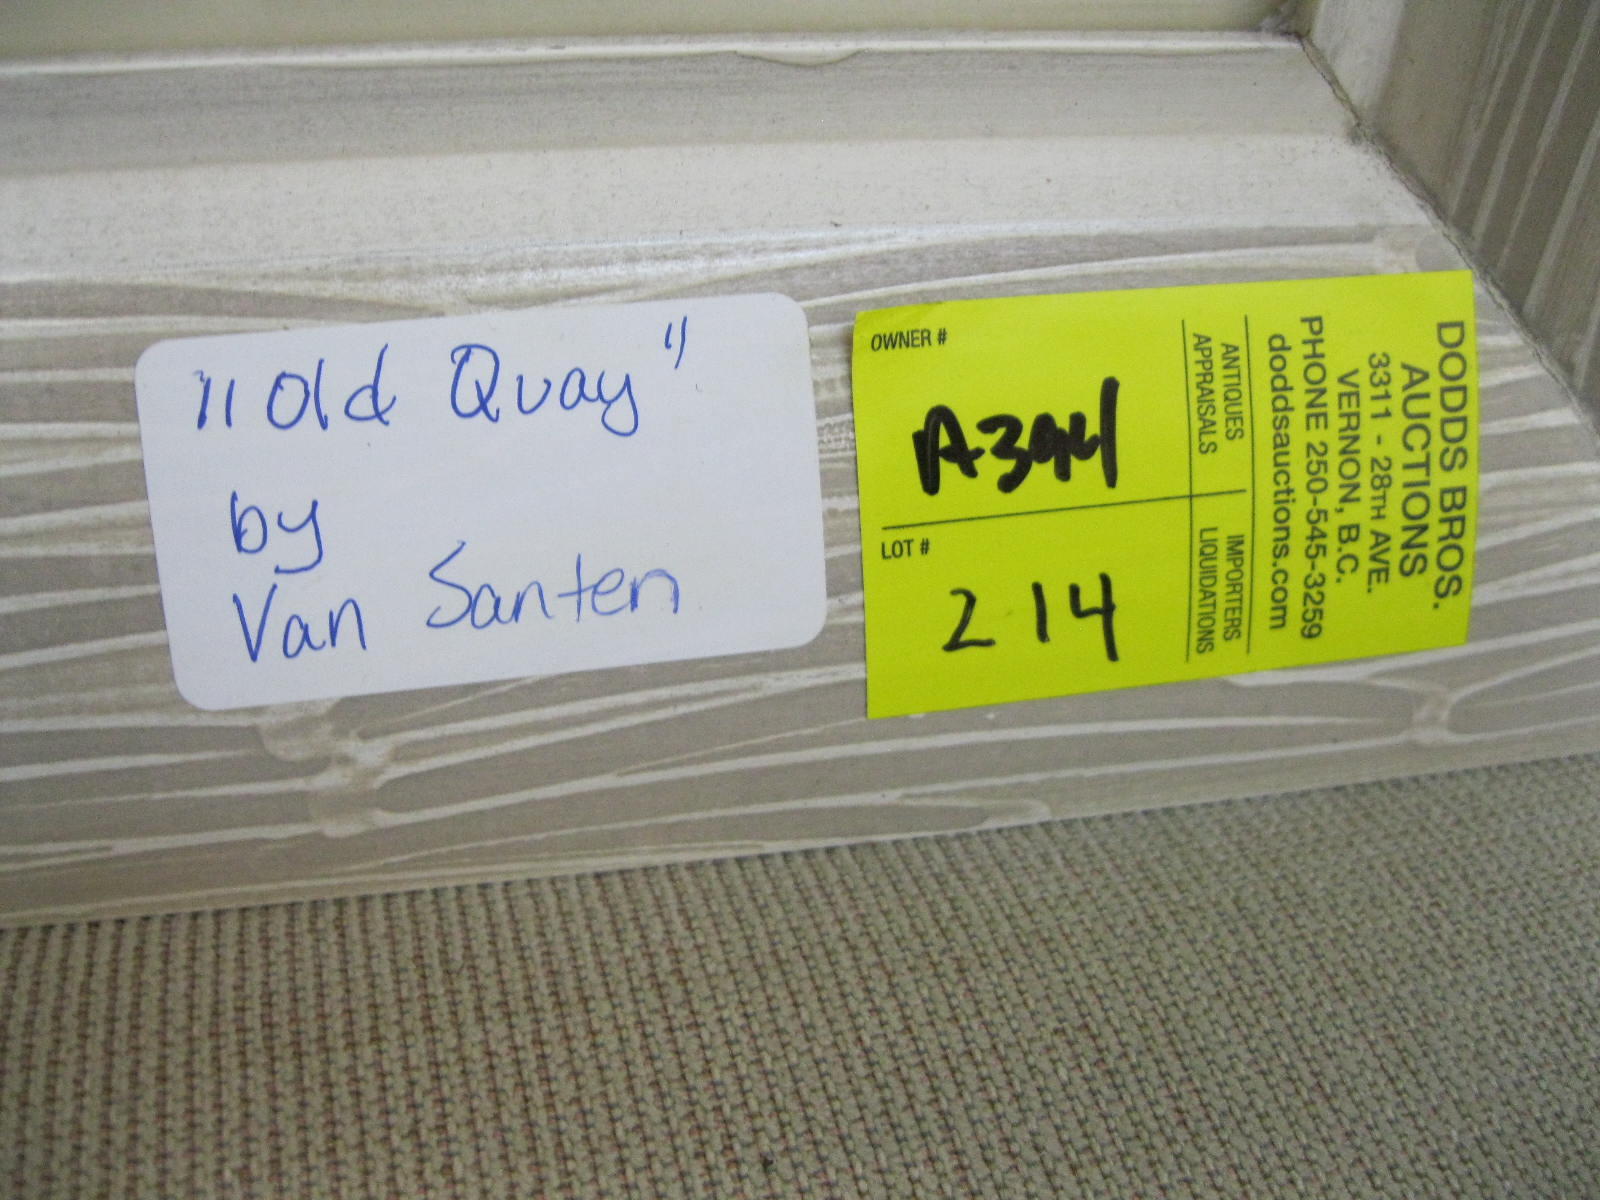 "Old Quay"
by
Van Santen
OWNER #
LOT #
214
ANTIQUES
APPRAISALS
IMPORTERS
LIQUIDATIONS
DODDS BROS.
AUCTIONS
3311 - 28TH AVE.
VERNON, B.C.
PHONE 250-545-3259
doddsauctions.com